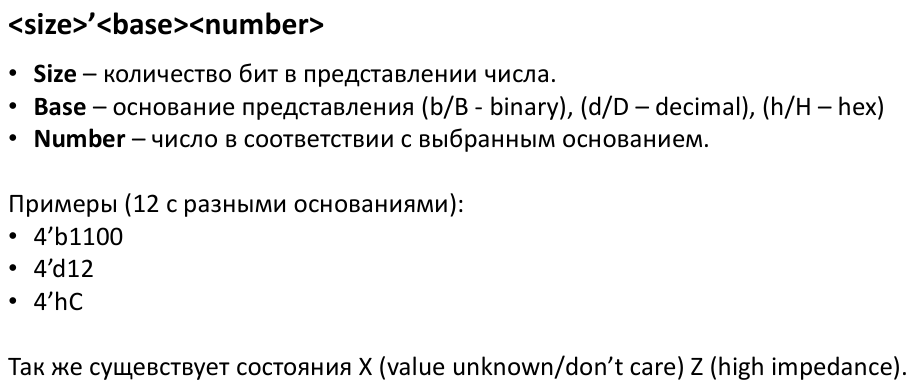 <size>’<base><number>
• Size – количество бит в представлении числа.
• Base – основание представления (b/B - binary), (d/D – decimal), (h/H – hex)
• Number – число в соответствии с выбранным основанием.
Примеры (12 с разными основаниями):
• 4’b1100
• 4’d12
• 4’hC
Так же сущевствует состояния X (value unknown/don’t care) Z (high impedance).